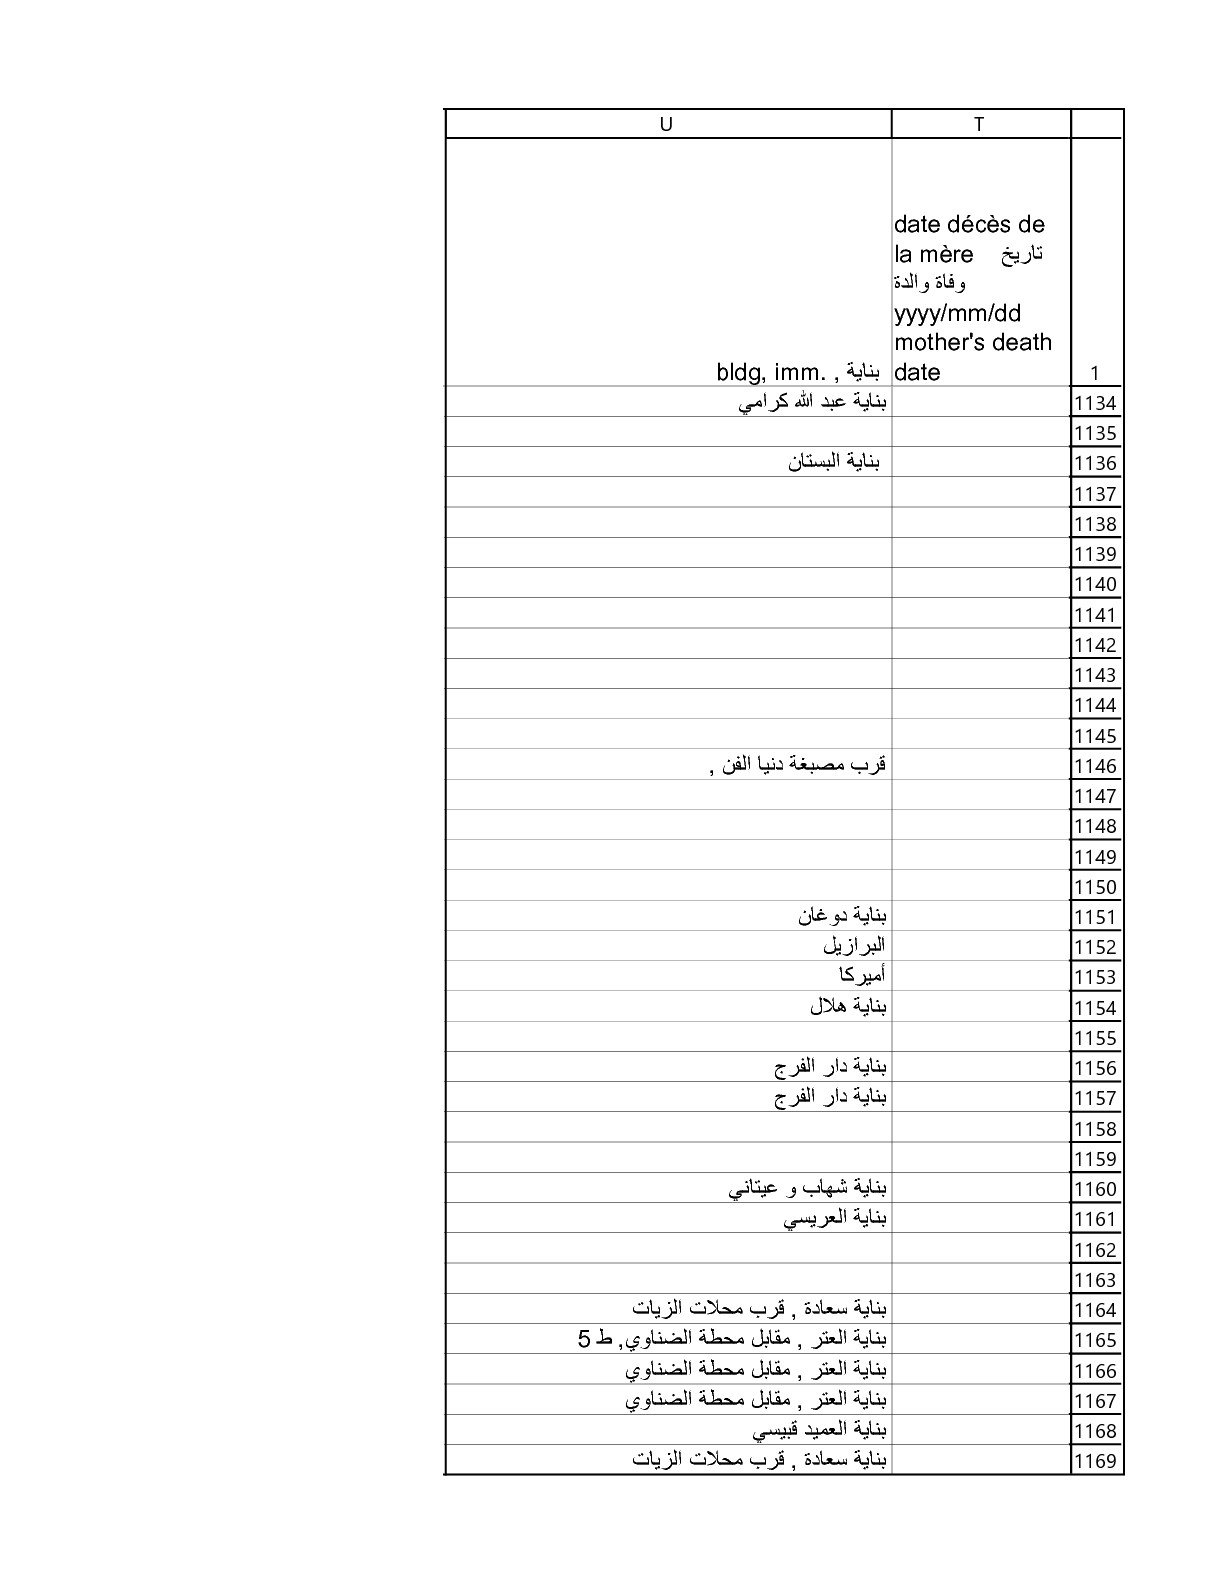 T U
date décès de
la mère تاريخ
وفاة والدة
yyyy/mm/dd
mother's death
1 date بناية , bldg, imm.
1134 بناية عبد الله كرامي
1135
1136 بناية البستان
1137
1138
1139
1140
1141
1142
1143
1144
1145
1146 قرب مصبغة دنيا الفن ,
1147
1148
1149
1150
1151 بناية دوغان
1152 البرازيل
1153 أميركا
1154 بناية هلال
1155
1156 بناية دار الفرج
1157 بناية دار الفرج
1158
1159
1160 بناية شهاب و عيتاني
1161 بناية العريسي
1162
1163
1164 بناية سعادة , قرب محلات الزيات
1165 بناية العتر , مقابل محطة الضناوي, ط 5
1166 بناية العتر , مقابل محطة الضناوي
1167 بناية العتر , مقابل محطة الضناوي
1168 بناية العميد قبيسي
1169 بناية سعادة , قرب محلات الزيات